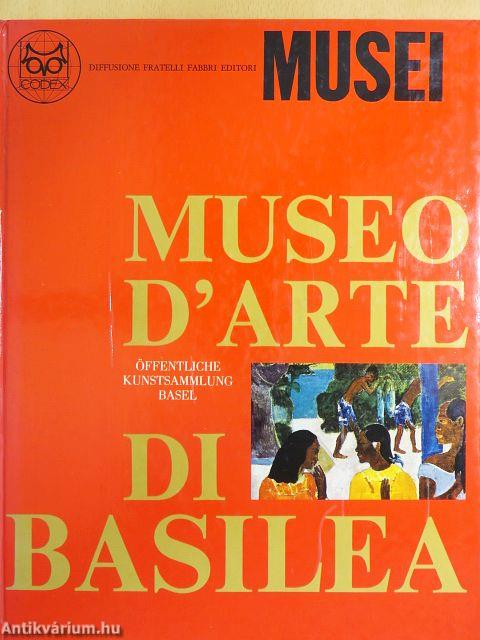 CODEX
DIFFUSIONE FRATELLI FABBRI EDITORI
MUSEI
MUSEO
D'ARTE
ÖFFENTLICHE
KUNSTSAMMLUNG
BASEL
DI
BASILEA
Antikvárium.hu